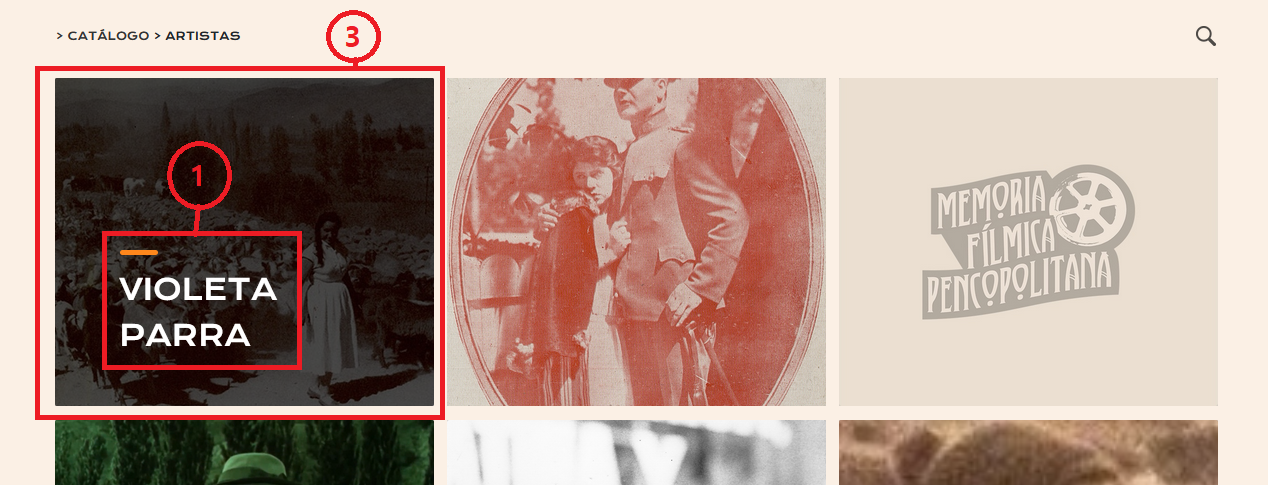 > CATÁLOGO > ARTISTAS
3
1
VIOLETA
PARRA
MEMORIA
FÍLMICA
PENCOPOLITANA